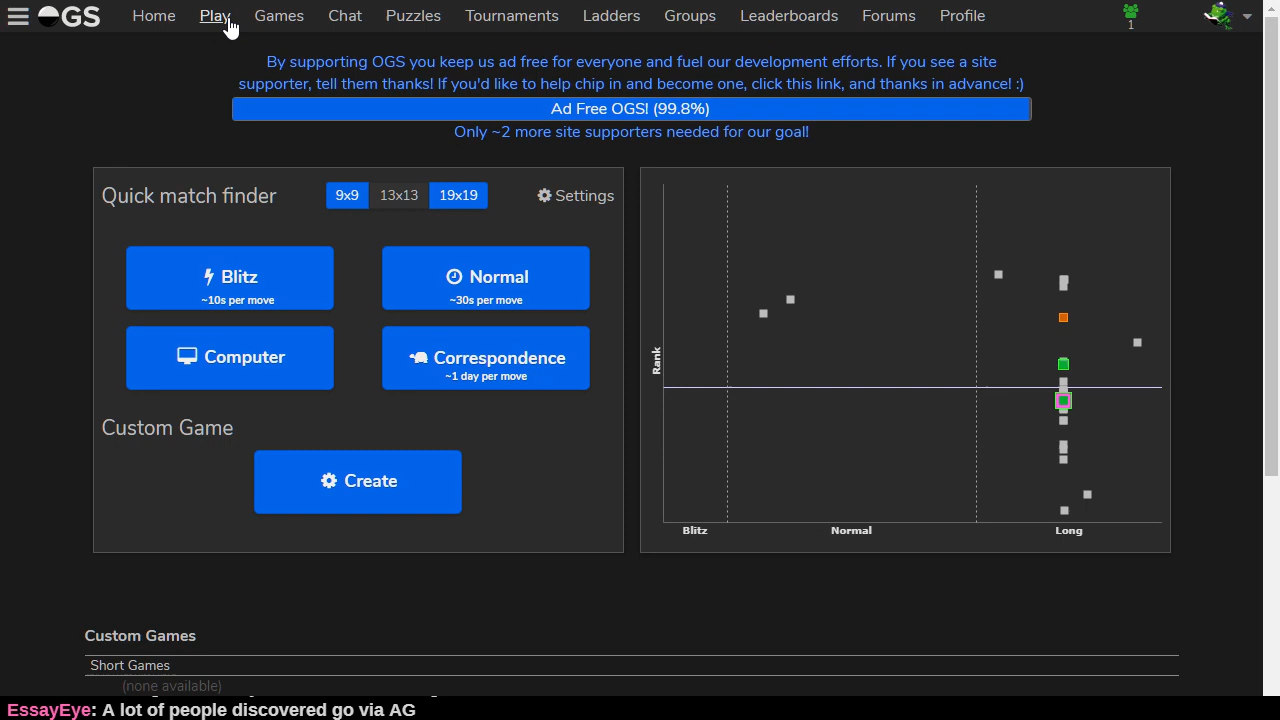 OGS Home Play Games Chat Puzzles Tournaments Ladders Groups Leaderboards Forums Profile 1
By supporting OGS you keep us ad free for everyone and fuel our development efforts. If you see a site
supporter, tell them thanks! If you'd like to help chip in and become one, click this link, and thanks in advance! :)
Ad Free OGS! (99.8%)
Only ~2 more site supporters needed for our goal!
Quick match finder 9x9 13x13 19x19 Settings
Blitz
~10s per move
Normal
~30s per move
Computer
Correspondence
~1 day per move
Custom Game
Create
Rank
Blitz Normal Long
Custom Games
Short Games
(none available)
EssayEye: A lot of people discovered go via AG